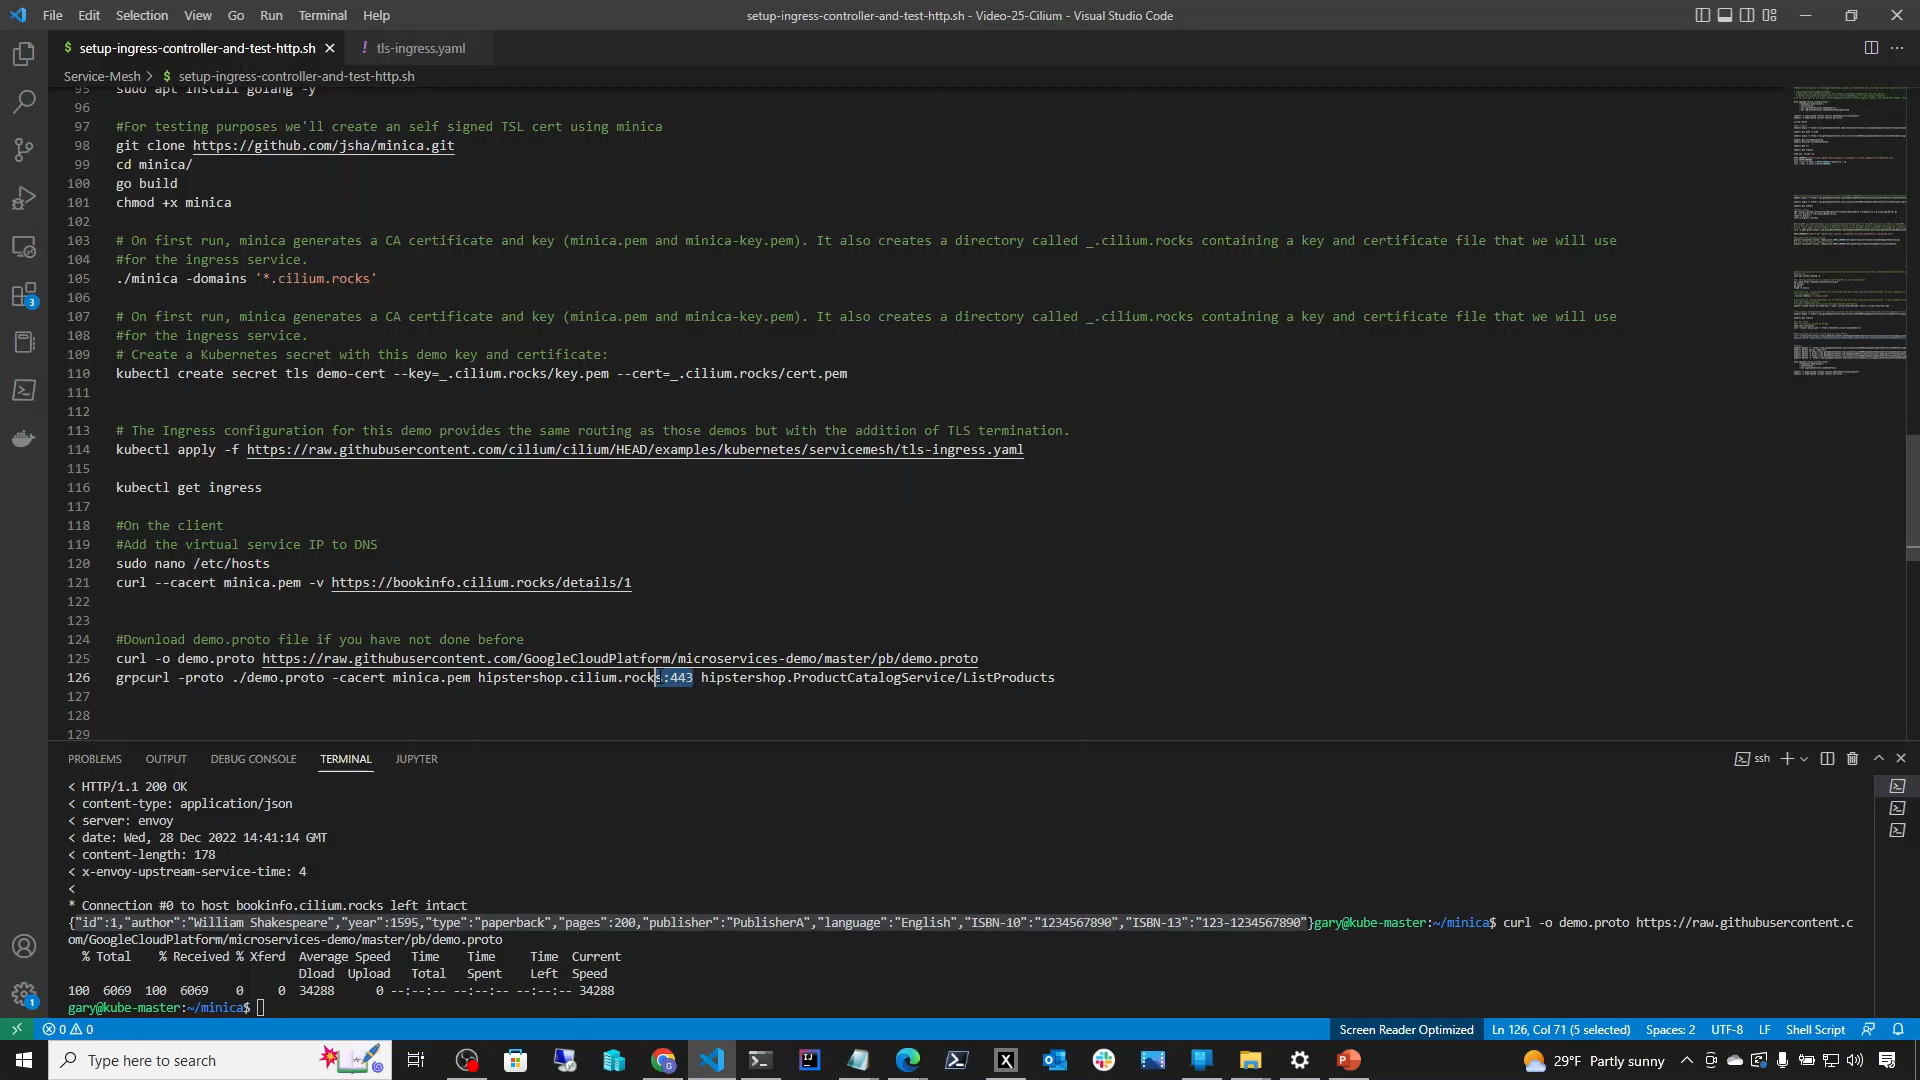 File Edit Selection View Go Run Terminal Help
setup-ingress-controller-and-test-http.sh - Video-25-Cilium - Visual Studio Code
$ setup-ingress-controller-and-test-http.sh
! tls-ingress.yaml
Service-Mesh > $ setup-ingress-controller-and-test-http.sh
95 sudo apt install golang -y
96
97 #For testing purposes we'll create an self signed TSL cert using minica
98 git clone https://github.com/jsha/minica.git
99 cd minica/
100 go build
101 chmod +x minica
102
103 # On first run, minica generates a CA certificate and key (minica.pem and minica-key.pem). It also creates a directory called _.cilium.rocks containing a key and certificate file that we will use
104 #for the ingress service.
105 ./minica -domains '*.cilium.rocks'
106
107 # On first run, minica generates a CA certificate and key (minica.pem and minica-key.pem). It also creates a directory called _.cilium.rocks containing a key and certificate file that we will use
108 #for the ingress service.
109 # Create a Kubernetes secret with this demo key and certificate:
110 kubectl create secret tls demo-cert --key=_.cilium.rocks/key.pem --cert=_.cilium.rocks/cert.pem
111
112
113 # The Ingress configuration for this demo provides the same routing as those demos but with the addition of TLS termination.
114 kubectl apply -f https://raw.githubusercontent.com/cilium/cilium/HEAD/examples/kubernetes/servicemesh/tls-ingress.yaml
115
116 kubectl get ingress
117
118 #On the client
119 #Add the virtual service IP to DNS
120 sudo nano /etc/hosts
121 curl --cacert minica.pem -v https://bookinfo.cilium.rocks/details/1
122
123
124 #Download demo.proto file if you have not done before
125 curl -o demo.proto https://raw.githubusercontent.com/GoogleCloudPlatform/microservices-demo/master/pb/demo.proto
126 grpcurl -proto ./demo.proto -cacert minica.pem hipstershop.cilium.rocks:443 hipstershop.ProductCatalogService/ListProducts
127
128
129
PROBLEMS OUTPUT DEBUG CONSOLE TERMINAL JUPYTER
ssh
< HTTP/1.1 200 OK
< content-type: application/json
< server: envoy
< date: Wed, 28 Dec 2022 14:41:14 GMT
< content-length: 178
< x-envoy-upstream-service-time: 4
<
* Connection #0 to host bookinfo.cilium.rocks left intact
{"id":1,"author":"William Shakespeare","year":1595,"type":"paperback","pages":200,"publisher":"PublisherA","language":"English","ISBN-10":"1234567890","ISBN-13":"123-1234567890"}gary@kube-master:~/minica$ curl -o demo.proto https://raw.githubusercontent.c
om/GoogleCloudPlatform/microservices-demo/master/pb/demo.proto
% Total % Received % Xferd Average Speed Time Time Time Current
Dload Upload Total Spent Left Speed
100 6069 100 6069 0 0 34288 0 --:--:-- --:--:-- --:--:-- 34288
gary@kube-master:~/minica$
0 0
Screen Reader Optimized Ln 126, Col 71 (5 selected) Spaces: 2 UTF-8 LF Shell Script
Type here to search
29°F Partly sunny